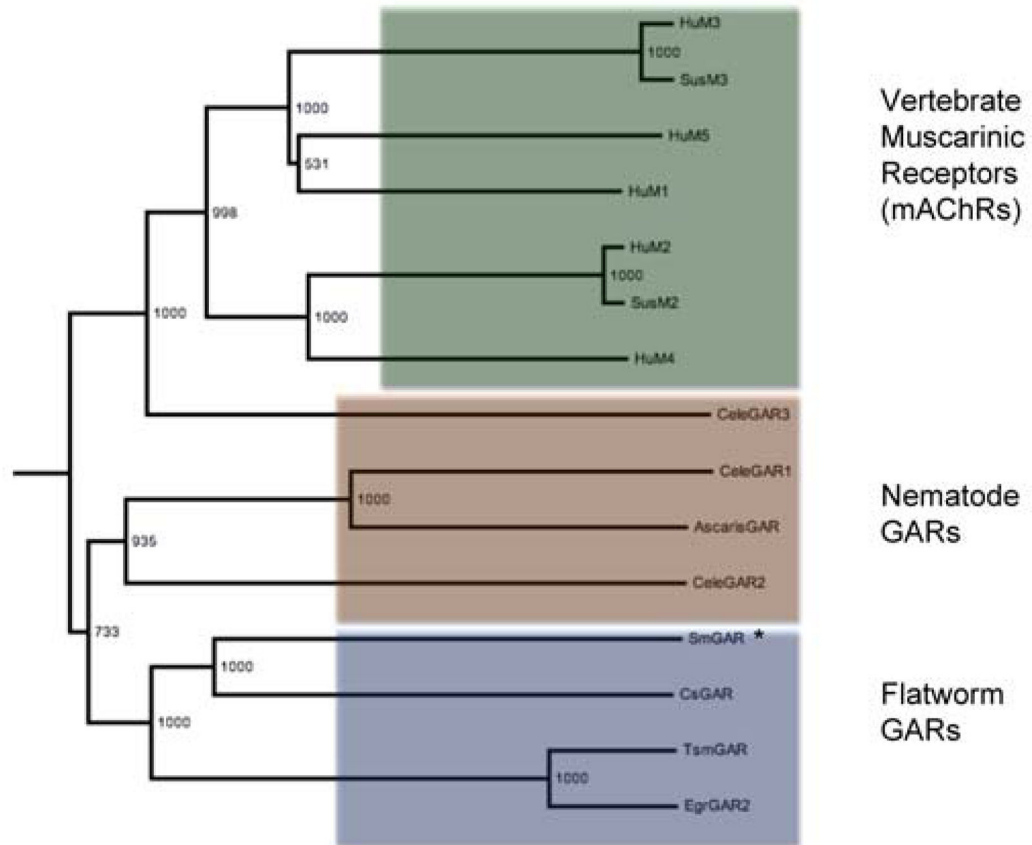 HuM3
1000
SusM3
1000
HuM5
531
HuM1
998
HuM2
1000
SusM2
1000
1000
HuM4
Vertebrate
Muscarinic
Receptors
(mAChRs)
CeleGAR3
CeleGAR1
1000
AscarisGAR
935
CeleGAR2
Nematode
GARs
733
SmGAR *
1000
CsGAR
1000
TsmGAR
1000
EgrGAR2
Flatworm
GARs